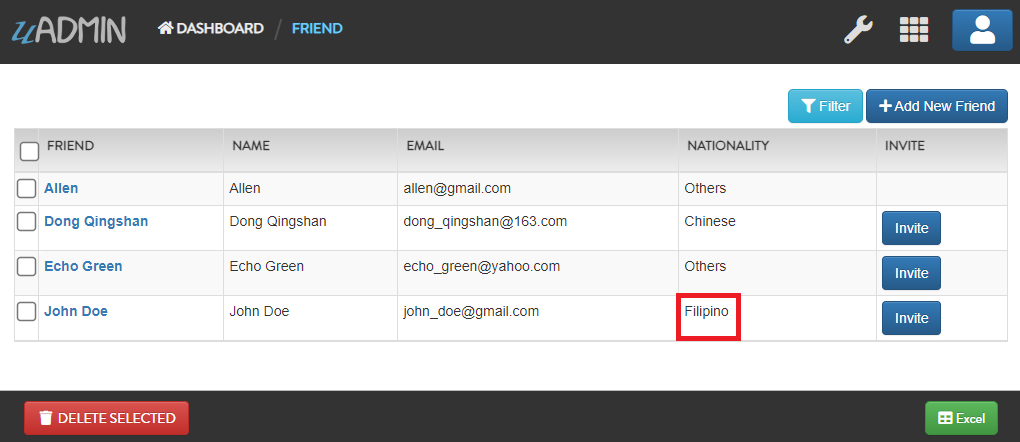 uADMIN DASHBOARD / FRIEND
Filter Add New Friend
FRIEND NAME EMAIL NATIONALITY INVITE
Allen Allen allen@gmail.com Others
Dong Qingshan Dong Qingshan dong_qingshan@163.com Chinese Invite
Echo Green Echo Green echo_green@yahoo.com Others Invite
John Doe John Doe john_doe@gmail.com Filipino Invite
DELETE SELECTED Excel